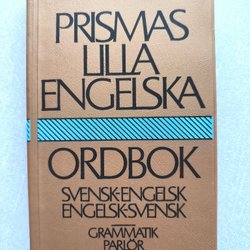 PRISMAS
LILLA
ENGELSKA
ORDBOK
SVENSK-ENGELSK
ENGELSK-SVENSK
GRAMMATIK
PARLÖR